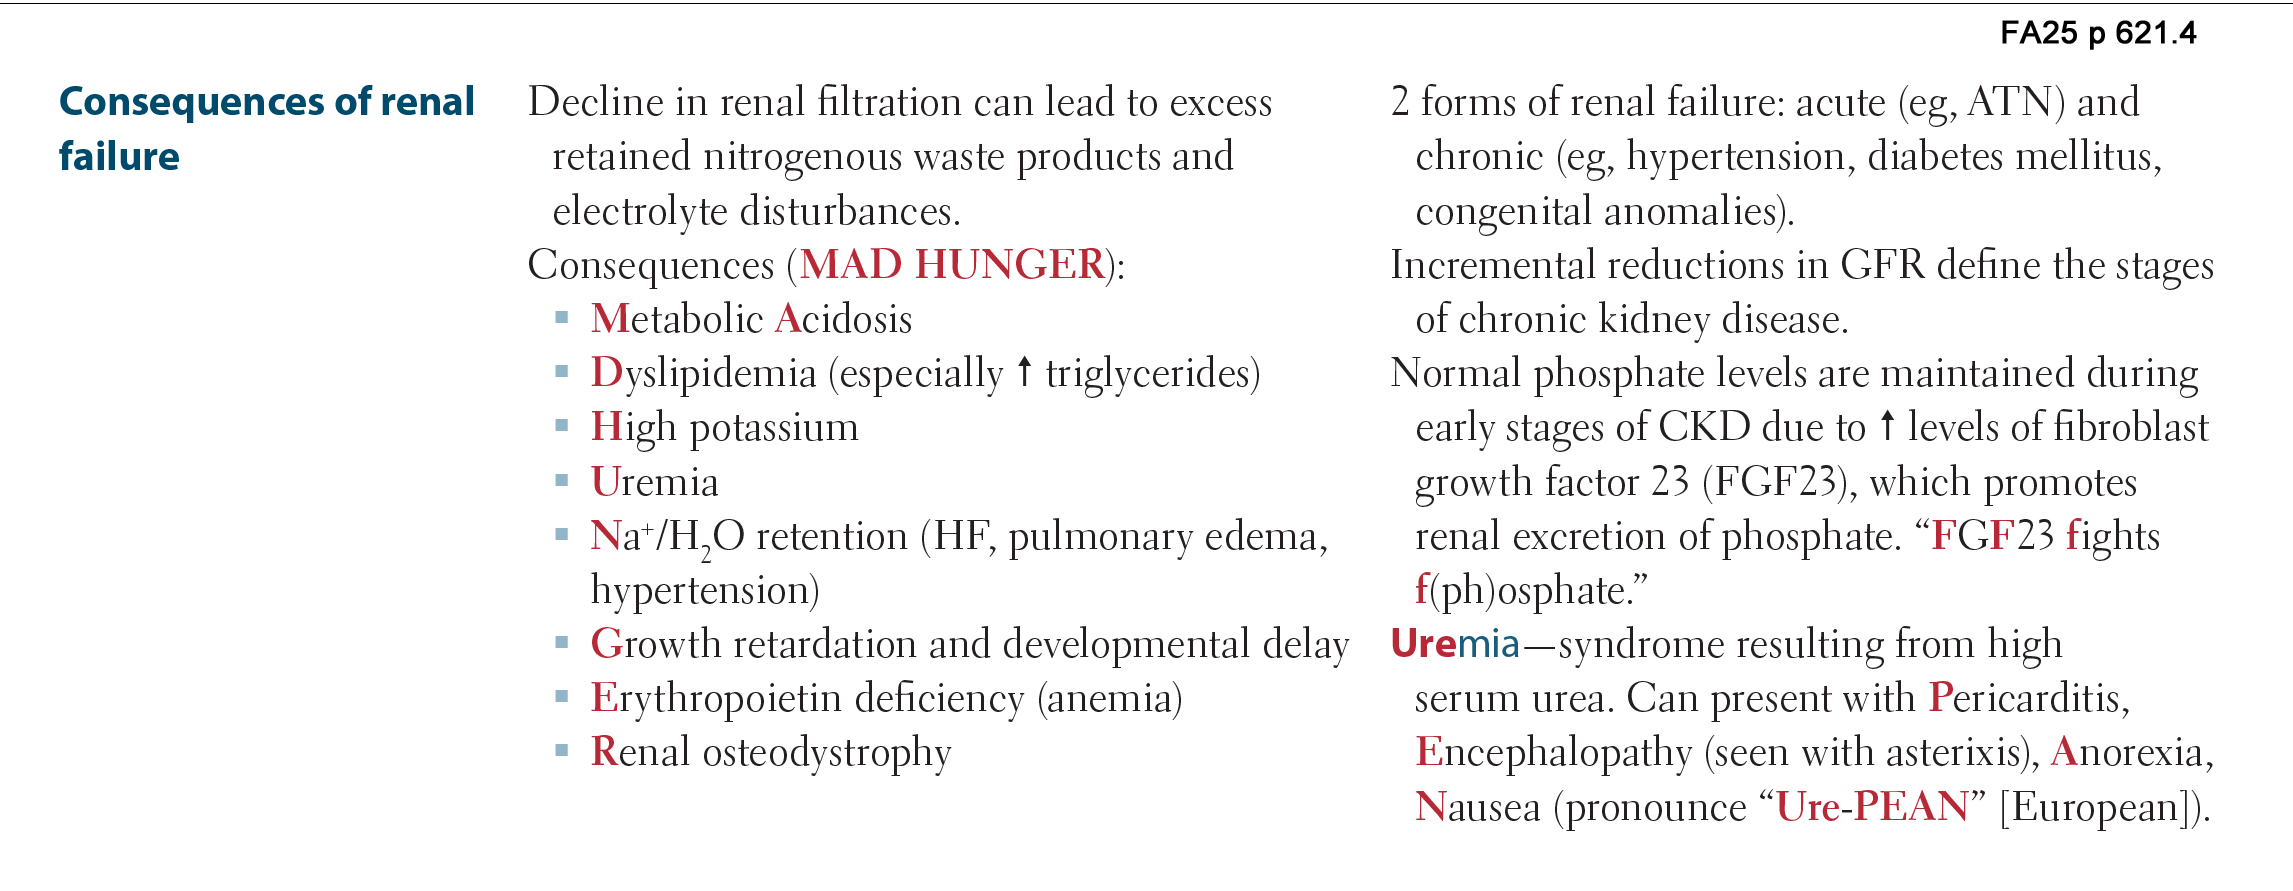 FA25 p 621.4
Consequences of renal
failure
Decline in renal filtration can lead to excess
retained nitrogenous waste products and
electrolyte disturbances.
Consequences (MAD HUNGER):
▪ Metabolic Acidosis
▪ Dyslipidemia (especially ↑ triglycerides)
▪ High potassium
▪ Uremia
▪ Na⁺/H₂O retention (HF, pulmonary edema,
hypertension)
▪ Growth retardation and developmental delay
▪ Erythropoietin deficiency (anemia)
▪ Renal osteodystrophy
2 forms of renal failure: acute (eg, ATN) and
chronic (eg, hypertension, diabetes mellitus,
congenital anomalies).
Incremental reductions in GFR define the stages
of chronic kidney disease.
Normal phosphate levels are maintained during
early stages of CKD due to ↑ levels of fibroblast
growth factor 23 (FGF23), which promotes
renal excretion of phosphate. “FGF23 fights
f(ph)osphate.”
Uremia—syndrome resulting from high
serum urea. Can present with Pericarditis,
Encephalopathy (seen with asterixis), Anorexia,
Nausea (pronounce “Ure-PEAN” [European]).